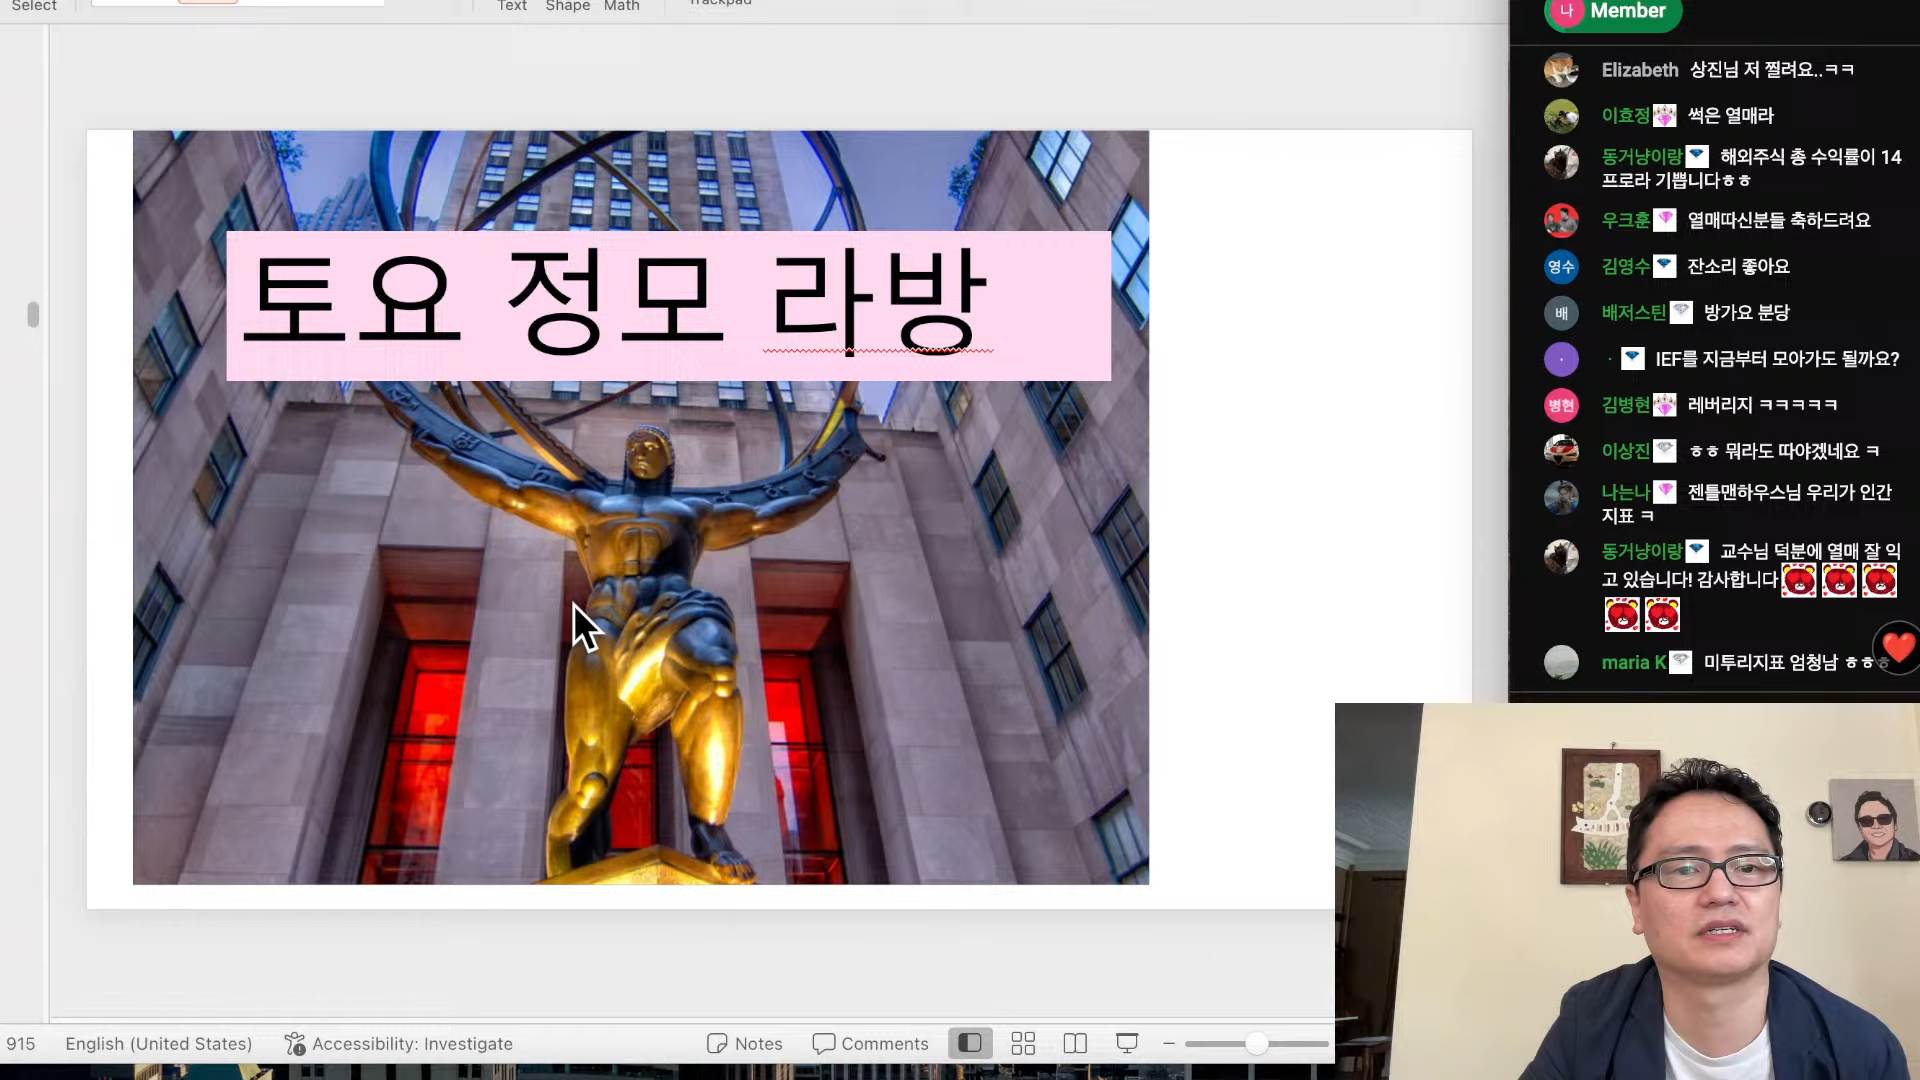 Select
Text Shape Math
Trackpad
토요 정모 라방
나 Member
Elizabeth 상진님 저 찔려요..ㅋㅋ
이효정 썩은 열매라
동거냥이랑 해외주식 총 수익률이 14
프로라 기쁩니다ㅎㅎ
우크훈 열매따신분들 축하드려요
영수 김영수 잔소리 좋아요
배 배저스틴 방가요 분당
· · IEF를 지금부터 모아가도 될까요?
병현 김병현 레버리지 ㅋㅋㅋㅋㅋ
이상진 ㅎㅎ 뭐라도 따야겠네요 ㅋ
나는나 젠틀맨하우스님 우리가 인간
지표 ㅋ
동거냥이랑 교수님 덕분에 열매 잘 익
고 있습니다! 감사합니다
maria K 미투리지표 엄청남 ㅎㅎㅎ
915 English (United States) Accessibility: Investigate Notes Comments